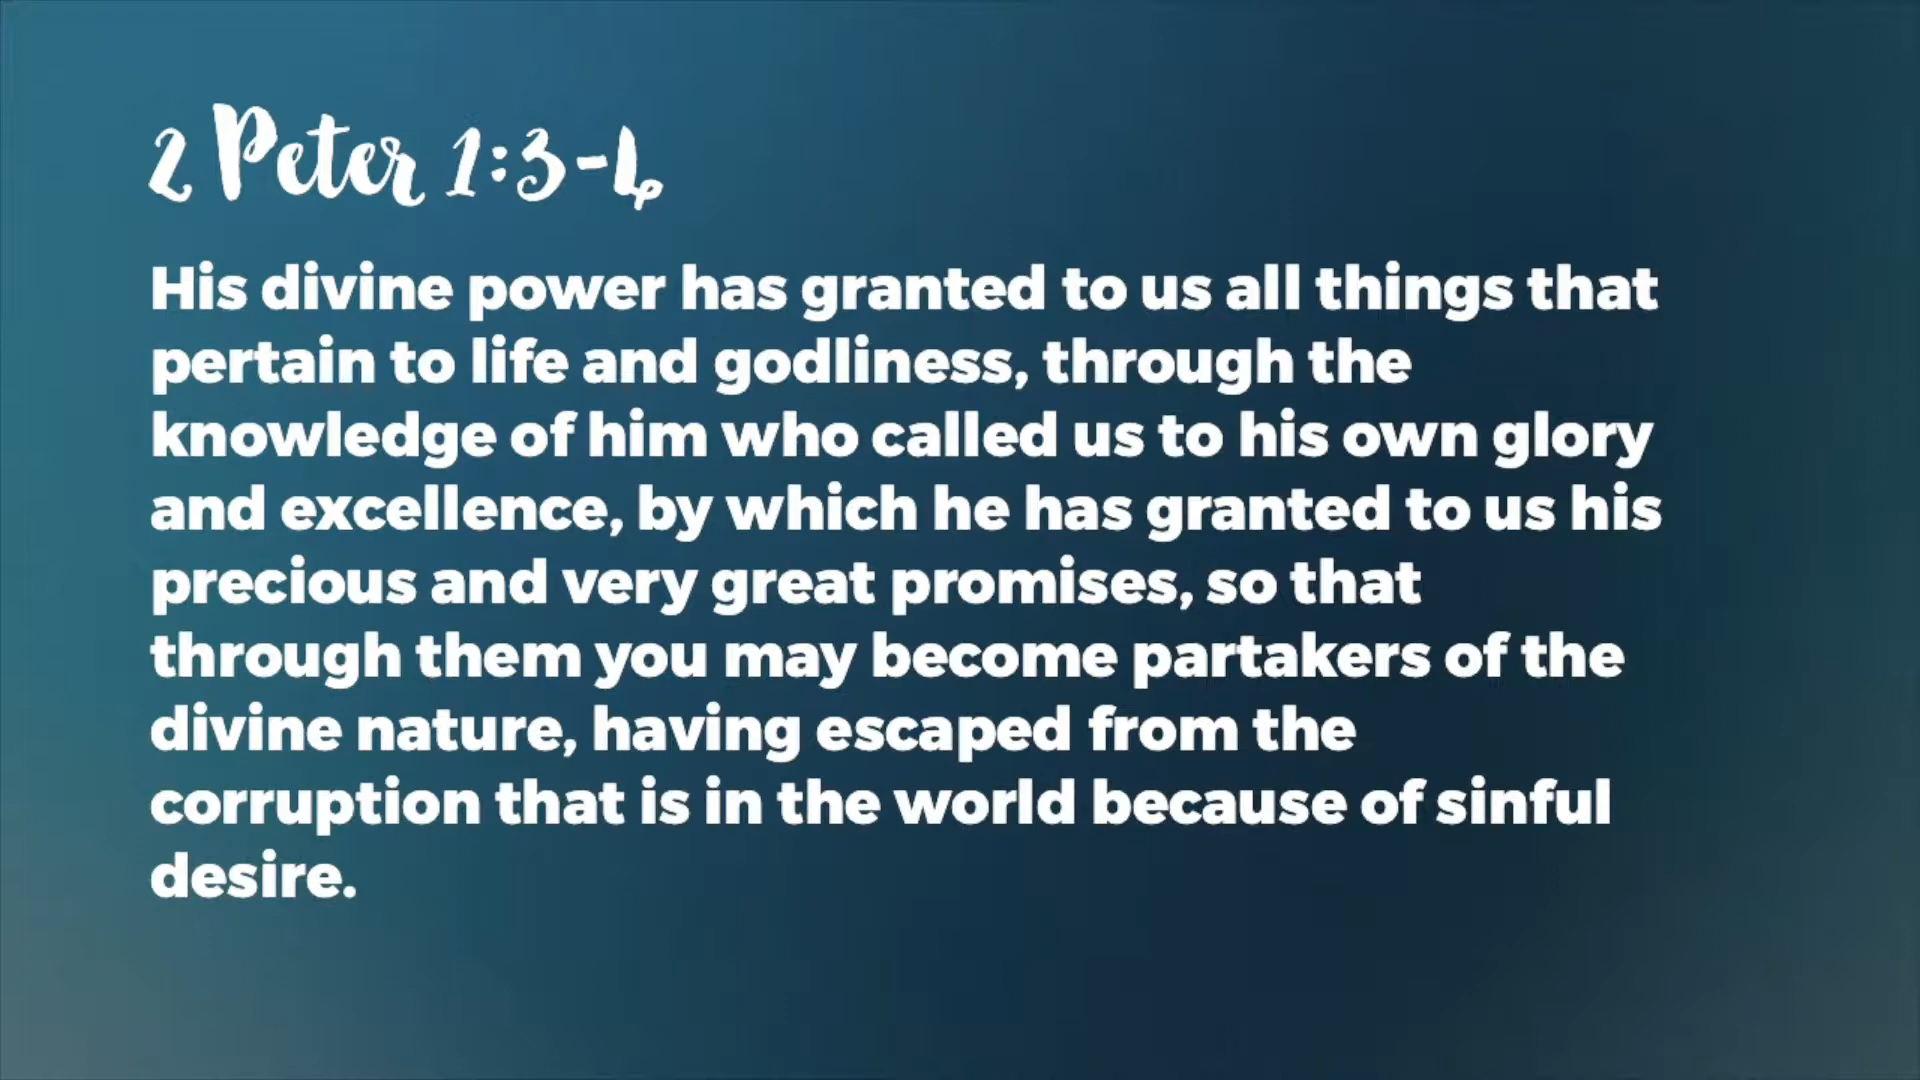 2 Peter 1:3-4
His divine power has granted to us all things that
pertain to life and godliness, through the
knowledge of him who called us to his own glory
and excellence, by which he has granted to us his
precious and very great promises, so that
through them you may become partakers of the
divine nature, having escaped from the
corruption that is in the world because of sinful
desire.